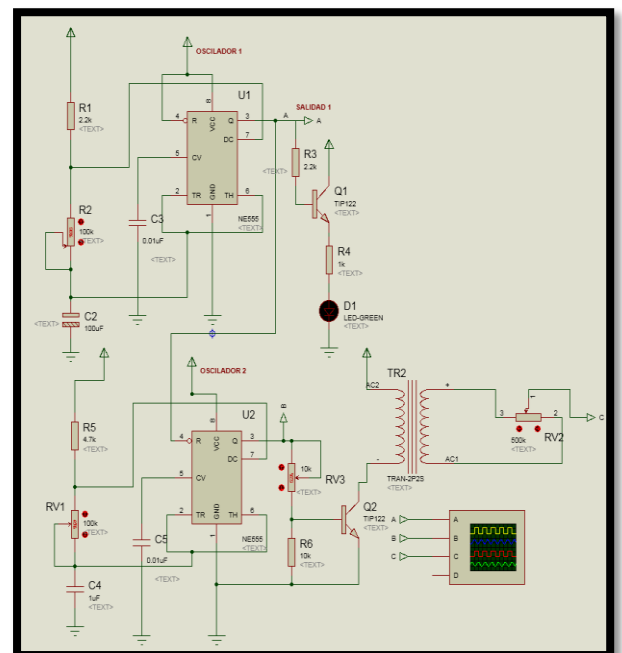 OSCILADOR 1
U1
R1
2.2k
<TEXT>
4
R
VCC
8
Q
3
A
SALIDAD 1
A
DC
7
5
CV
R3
2.2k
<TEXT>
2
TR
GND
1
TH
6
NE555
<TEXT>
Q1
TIP122
<TEXT>
R2
100k
<TEXT>
C3
0.01uF
<TEXT>
R4
1k
<TEXT>
C2
100uF
<TEXT>
D1
LED-GREEN
<TEXT>
OSCILADOR 2
U2
R5
4.7k
<TEXT>
4
R
VCC
8
Q
3
B
DC
7
5
CV
2
TR
GND
1
TH
6
NE555
<TEXT>
RV1
100k
<TEXT>
C5
0.01uF
<TEXT>
C4
1uF
<TEXT>
10k
RV3
<TEXT>
R6
10k
<TEXT>
Q2
TIP122
<TEXT>
TR2
AC2
+
-
AC1
TRAN-2P2S
<TEXT>
3
1
2
C
500k
RV2
<TEXT>
A
B
C
A
B
C
D